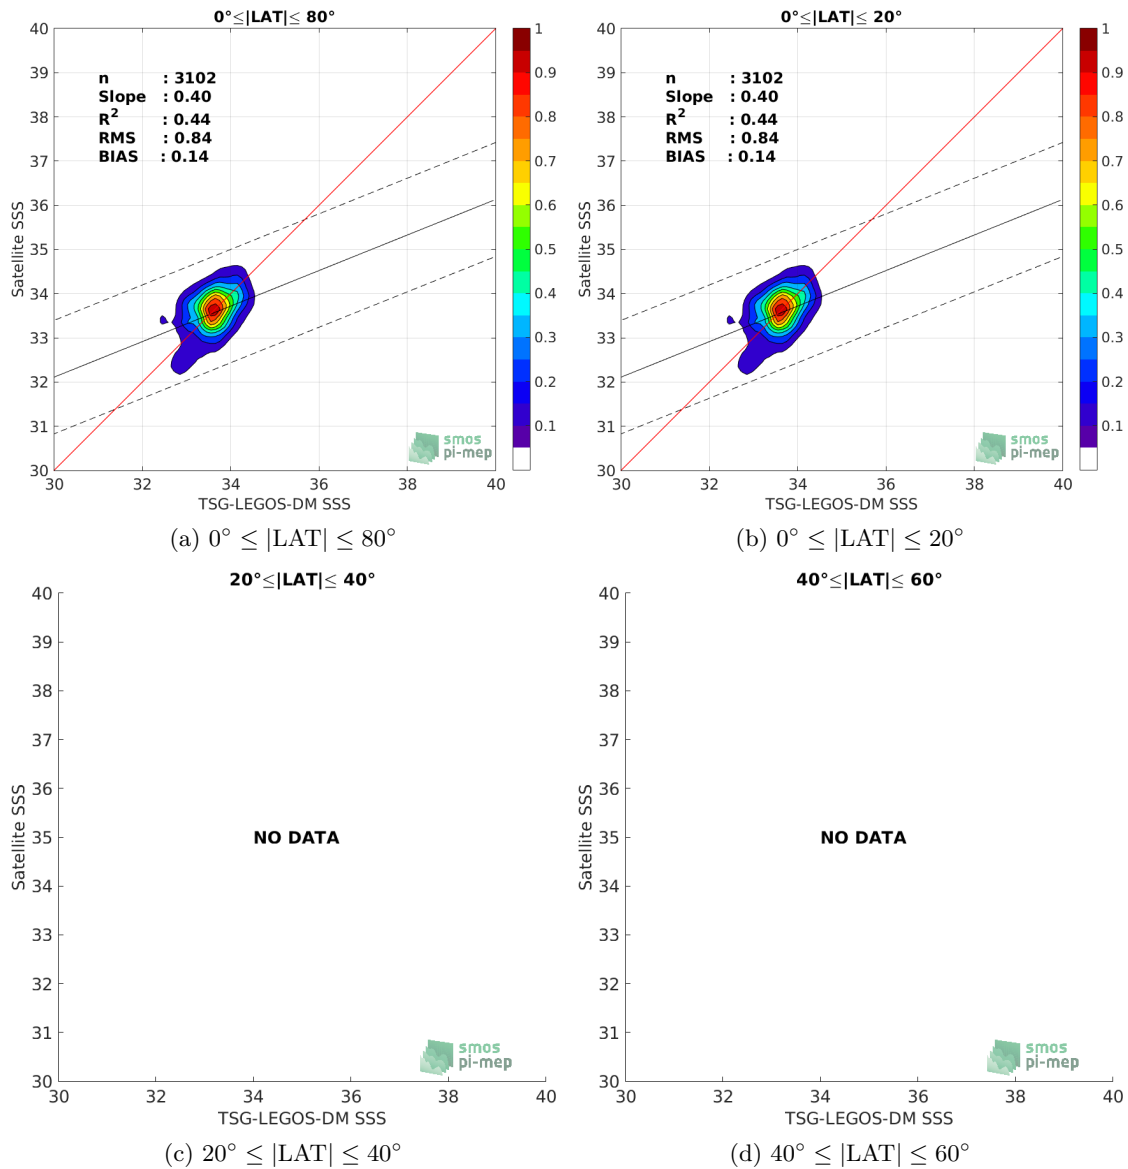 0°≤|LAT|≤ 80°
40
39
38
37
36
35
34
33
32
31
30
Satellite SSS
n : 3102
Slope : 0.40
R2 : 0.44
RMS : 0.84
BIAS : 0.14
smos
pi-mep
30 32 34 36 38 40
TSG-LEGOS-DM SSS
1
0.9
0.8
0.7
0.6
0.5
0.4
0.3
0.2
0.1
(a) 0° ≤ |LAT| ≤ 80°
0°≤|LAT|≤ 20°
40
39
38
37
36
35
34
33
32
31
30
Satellite SSS
n : 3102
Slope : 0.40
R2 : 0.44
RMS : 0.84
BIAS : 0.14
smos
pi-mep
30 32 34 36 38 40
TSG-LEGOS-DM SSS
1
0.9
0.8
0.7
0.6
0.5
0.4
0.3
0.2
0.1
(b) 0° ≤ |LAT| ≤ 20°
20°≤|LAT|≤ 40°
40
39
38
37
36
35
34
33
32
31
30
Satellite SSS
NO DATA
smos
pi-mep
30 32 34 36 38 40
TSG-LEGOS-DM SSS
(c) 20° ≤ |LAT| ≤ 40°
40°≤|LAT|≤ 60°
40
39
38
37
36
35
34
33
32
31
30
Satellite SSS
NO DATA
smos
pi-mep
30 32 34 36 38 40
TSG-LEGOS-DM SSS
(d) 40° ≤ |LAT| ≤ 60°